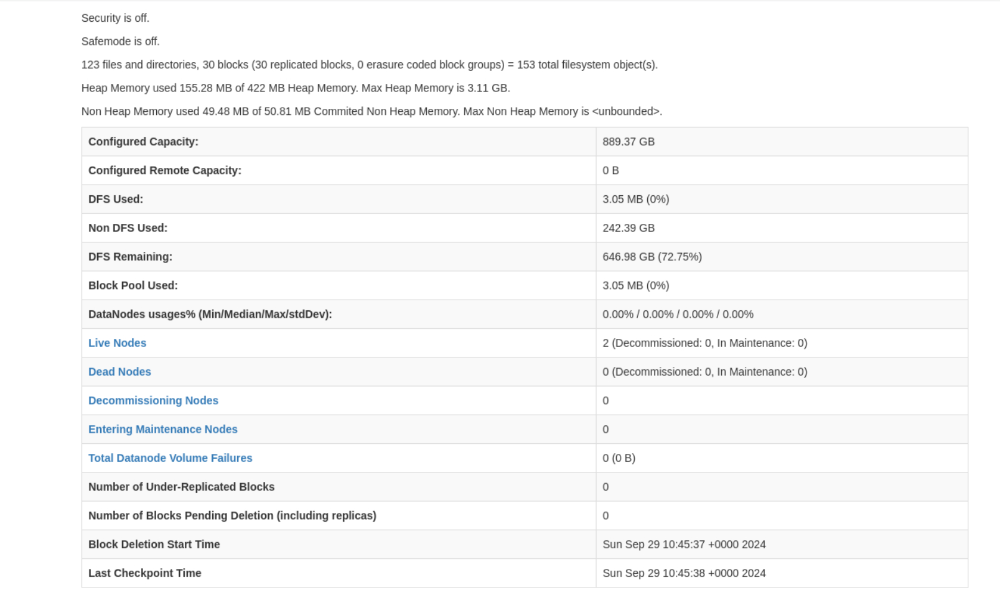 Security is off.
Safemode is off.
123 files and directories, 30 blocks (30 replicated blocks, 0 erasure coded block groups) = 153 total filesystem object(s).
Heap Memory used 155.28 MB of 422 MB Heap Memory. Max Heap Memory is 3.11 GB.
Non Heap Memory used 49.48 MB of 50.81 MB Commited Non Heap Memory. Max Non Heap Memory is <unbounded>.
Configured Capacity: 889.37 GB
Configured Remote Capacity: 0 B
DFS Used: 3.05 MB (0%)
Non DFS Used: 242.39 GB
DFS Remaining: 646.98 GB (72.75%)
Block Pool Used: 3.05 MB (0%)
DataNodes usages% (Min/Median/Max/stdDev): 0.00% / 0.00% / 0.00% / 0.00%
Live Nodes 2 (Decommissioned: 0, In Maintenance: 0)
Dead Nodes 0 (Decommissioned: 0, In Maintenance: 0)
Decommissioning Nodes 0
Entering Maintenance Nodes 0
Total Datanode Volume Failures 0 (0 B)
Number of Under-Replicated Blocks 0
Number of Blocks Pending Deletion (including replicas) 0
Block Deletion Start Time Sun Sep 29 10:45:37 +0000 2024
Last Checkpoint Time Sun Sep 29 10:45:38 +0000 2024